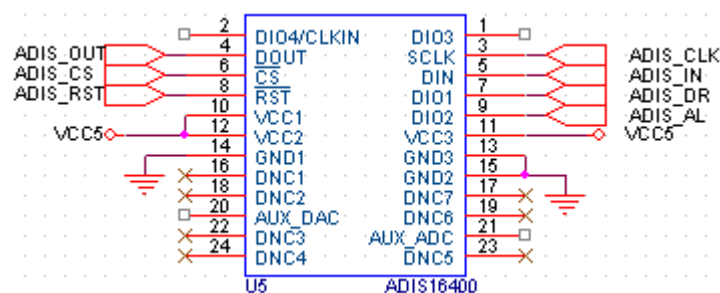 2 DIO4/CLKIN DIO3 1
ADIS_OUT 4 DOUT SCLK 3 ADIS_CLK
ADIS_CS 6 CS DIN 5 ADIS_IN
ADIS_RST 8 RST DIO1 7 ADIS_DR
10 VCC1 DIO2 9 ADIS_AL
VCC5 12 VCC2 VCC3 11 VCC5
14 GND1 GND3 13
16 DNC1 GND2 15
18 DNC2 DNC7 17
20 AUX_DAC DNC6 19
22 DNC3 AUX_ADC 21
24 DNC4 DNC5 23
U5 ADIS16400